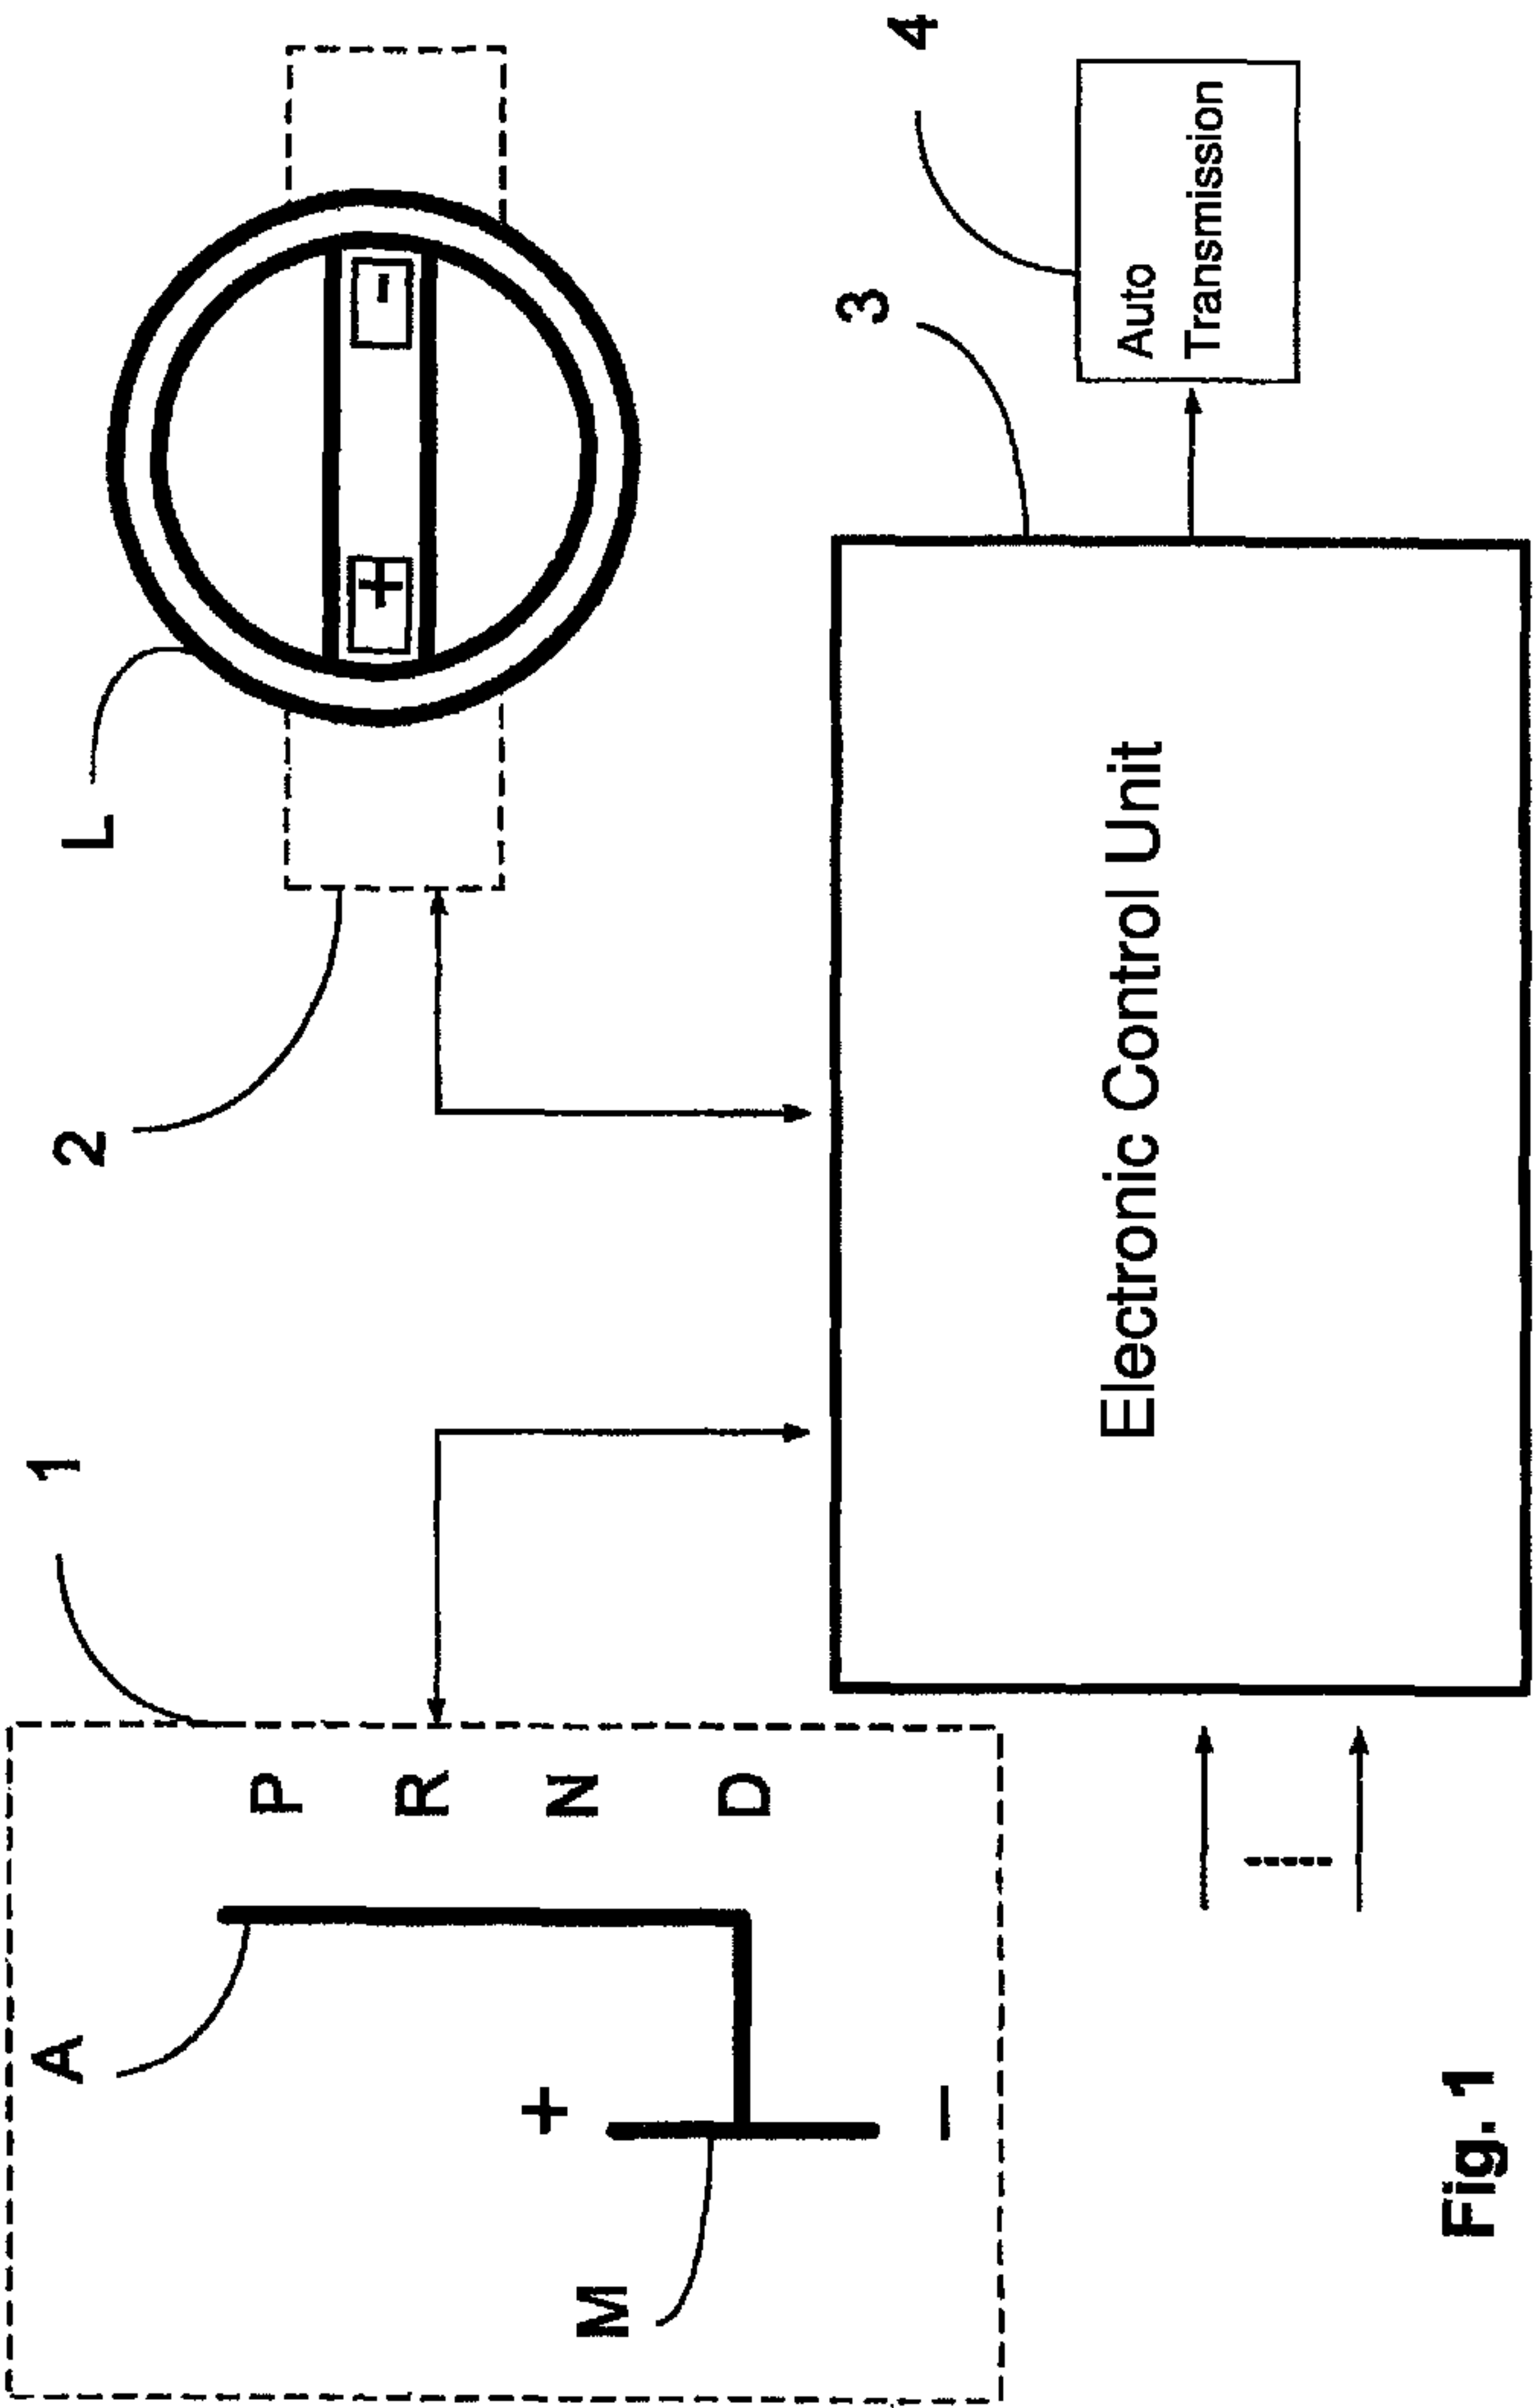 1
2
L
A
P
R
N
D
M
+
−
+
-
3
4
Electronic Control Unit
Auto
Transmission
Fig. 1